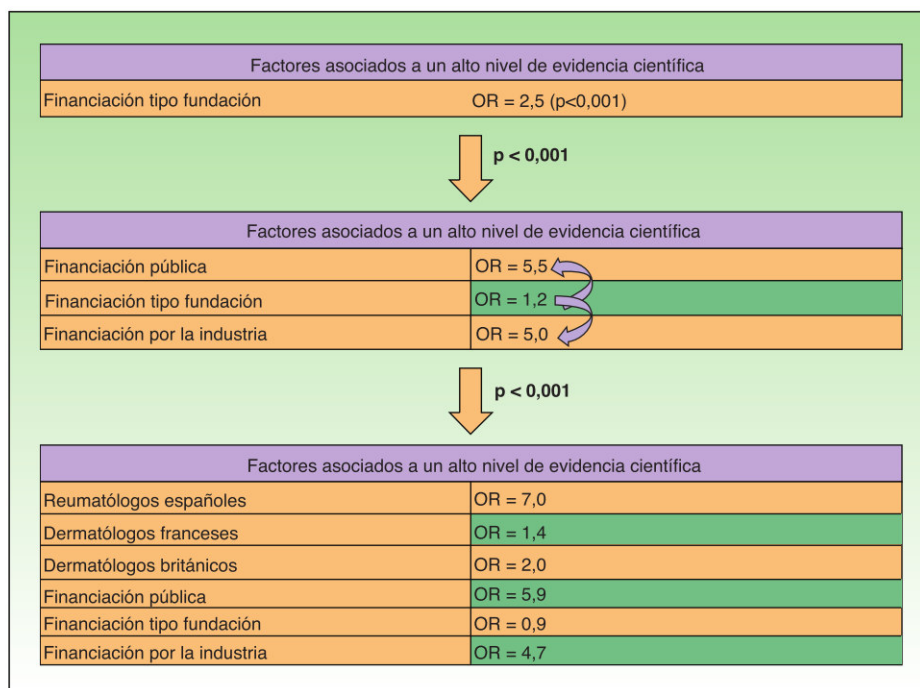 Factores asociados a un alto nivel de evidencia científica
Financiación tipo fundación OR = 2,5 (p<0,001)
p < 0,001
Factores asociados a un alto nivel de evidencia científica
Financiación pública OR = 5,5
Financiación tipo fundación OR = 1,2
Financiación por la industria OR = 5,0
p < 0,001
Factores asociados a un alto nivel de evidencia científica
Reumatólogos españoles OR = 7,0
Dermatólogos franceses OR = 1,4
Dermatólogos británicos OR = 2,0
Financiación pública OR = 5,9
Financiación tipo fundación OR = 0,9
Financiación por la industria OR = 4,7